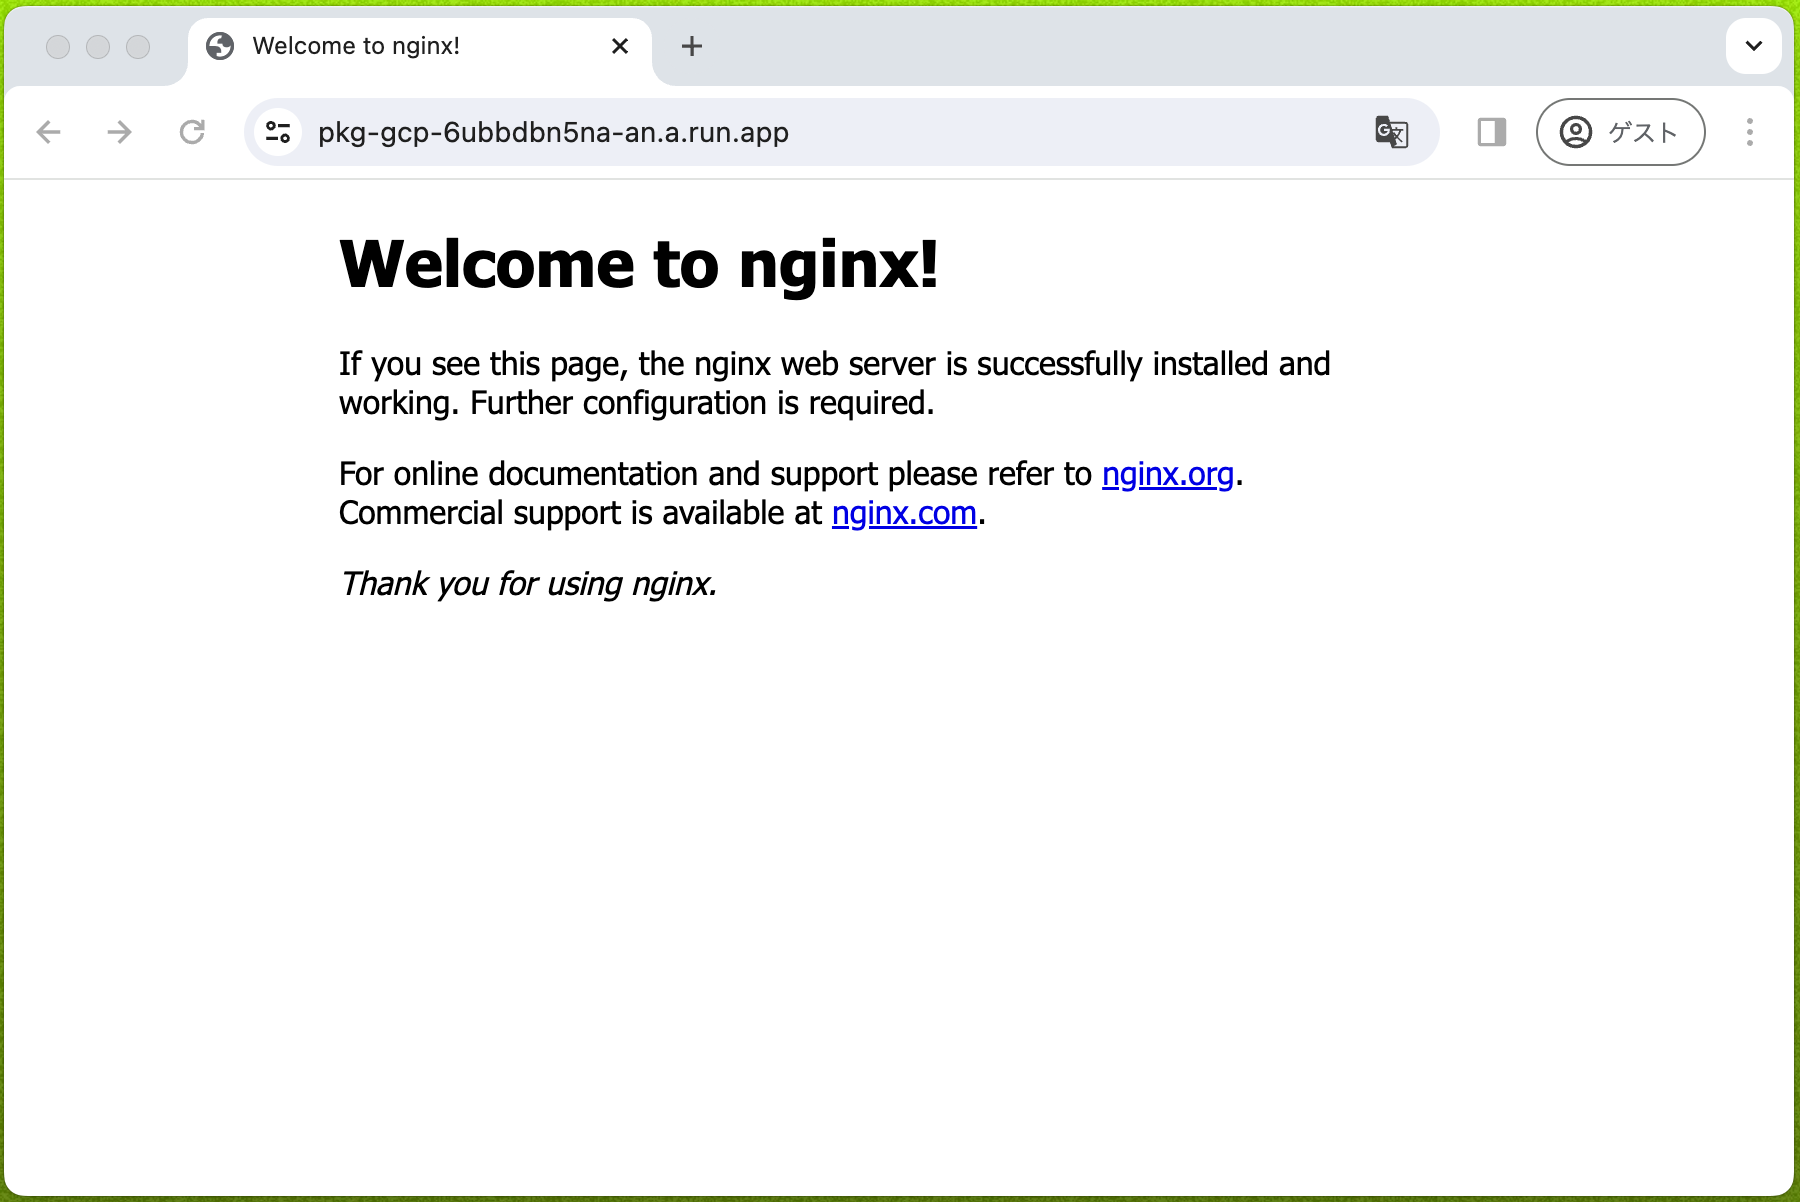 Welcome to nginx!
pkg-gcp-6ubbdbn5na-an.a.run.app
ゲスト
Welcome to nginx!
If you see this page, the nginx web server is successfully installed and
working. Further configuration is required.
For online documentation and support please refer to nginx.org.
Commercial support is available at nginx.com.
Thank you for using nginx.